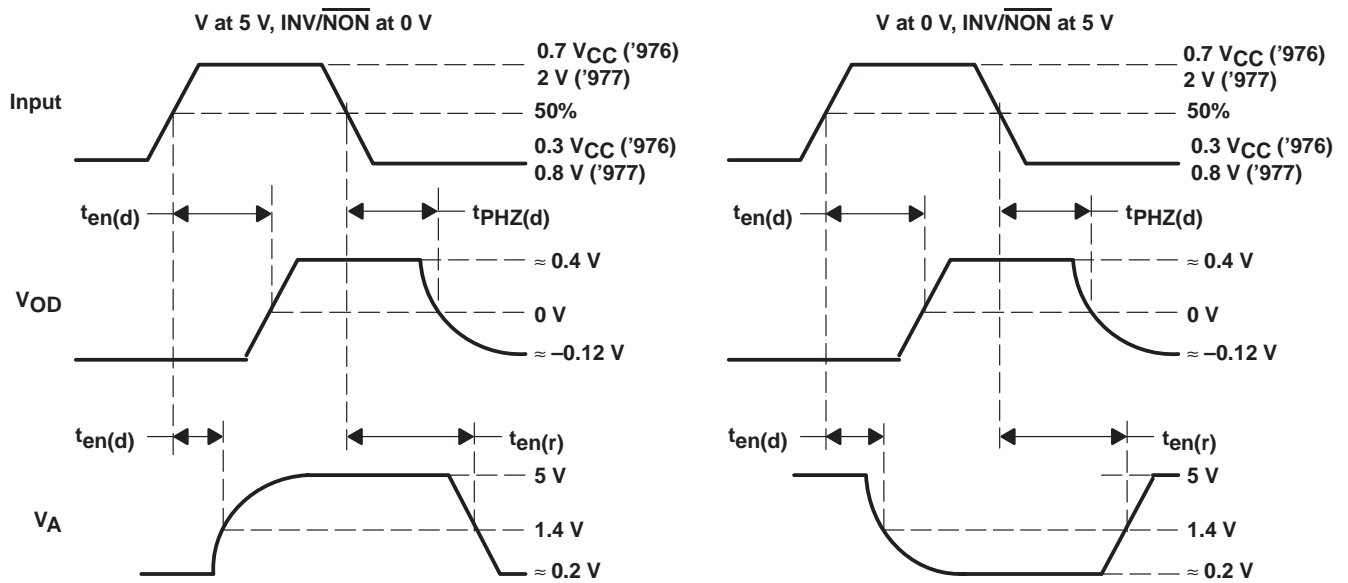 V at 5 V, INV/NON at 0 V
Input
0.7 VCC ('976)
2 V ('977)
50%
0.3 VCC ('976)
0.8 V ('977)
ten(d)
tPHZ(d)
VOD
≈ 0.4 V
0 V
≈ –0.12 V
ten(d)
ten(r)
VA
5 V
1.4 V
≈ 0.2 V
V at 0 V, INV/NON at 5 V
0.7 VCC ('976)
2 V ('977)
50%
0.3 VCC ('976)
0.8 V ('977)
ten(d)
tPHZ(d)
≈ 0.4 V
0 V
≈ –0.12 V
ten(d)
ten(r)
5 V
1.4 V
≈ 0.2 V